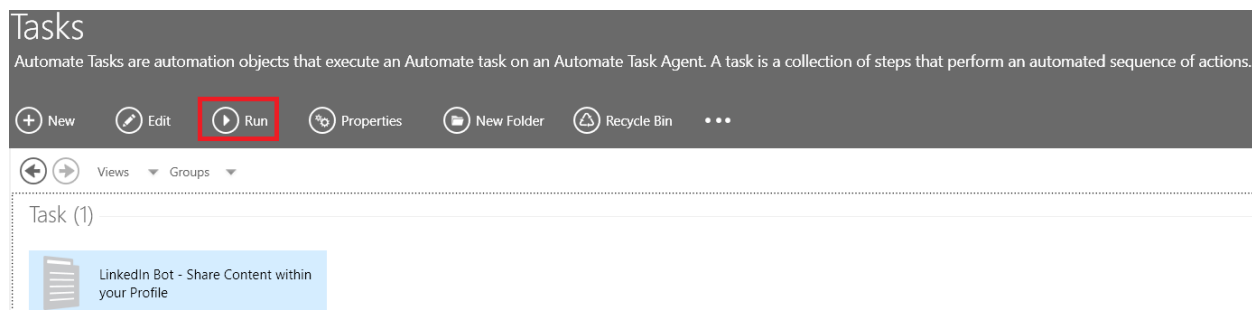 Tasks
Automate Tasks are automation objects that execute an Automate task on an Automate Task Agent. A task is a collection of steps that perform an automated sequence of actions.
New Edit Run Properties New Folder Recycle Bin
Views Groups
Task (1)
LinkedIn Bot - Share Content within
your Profile